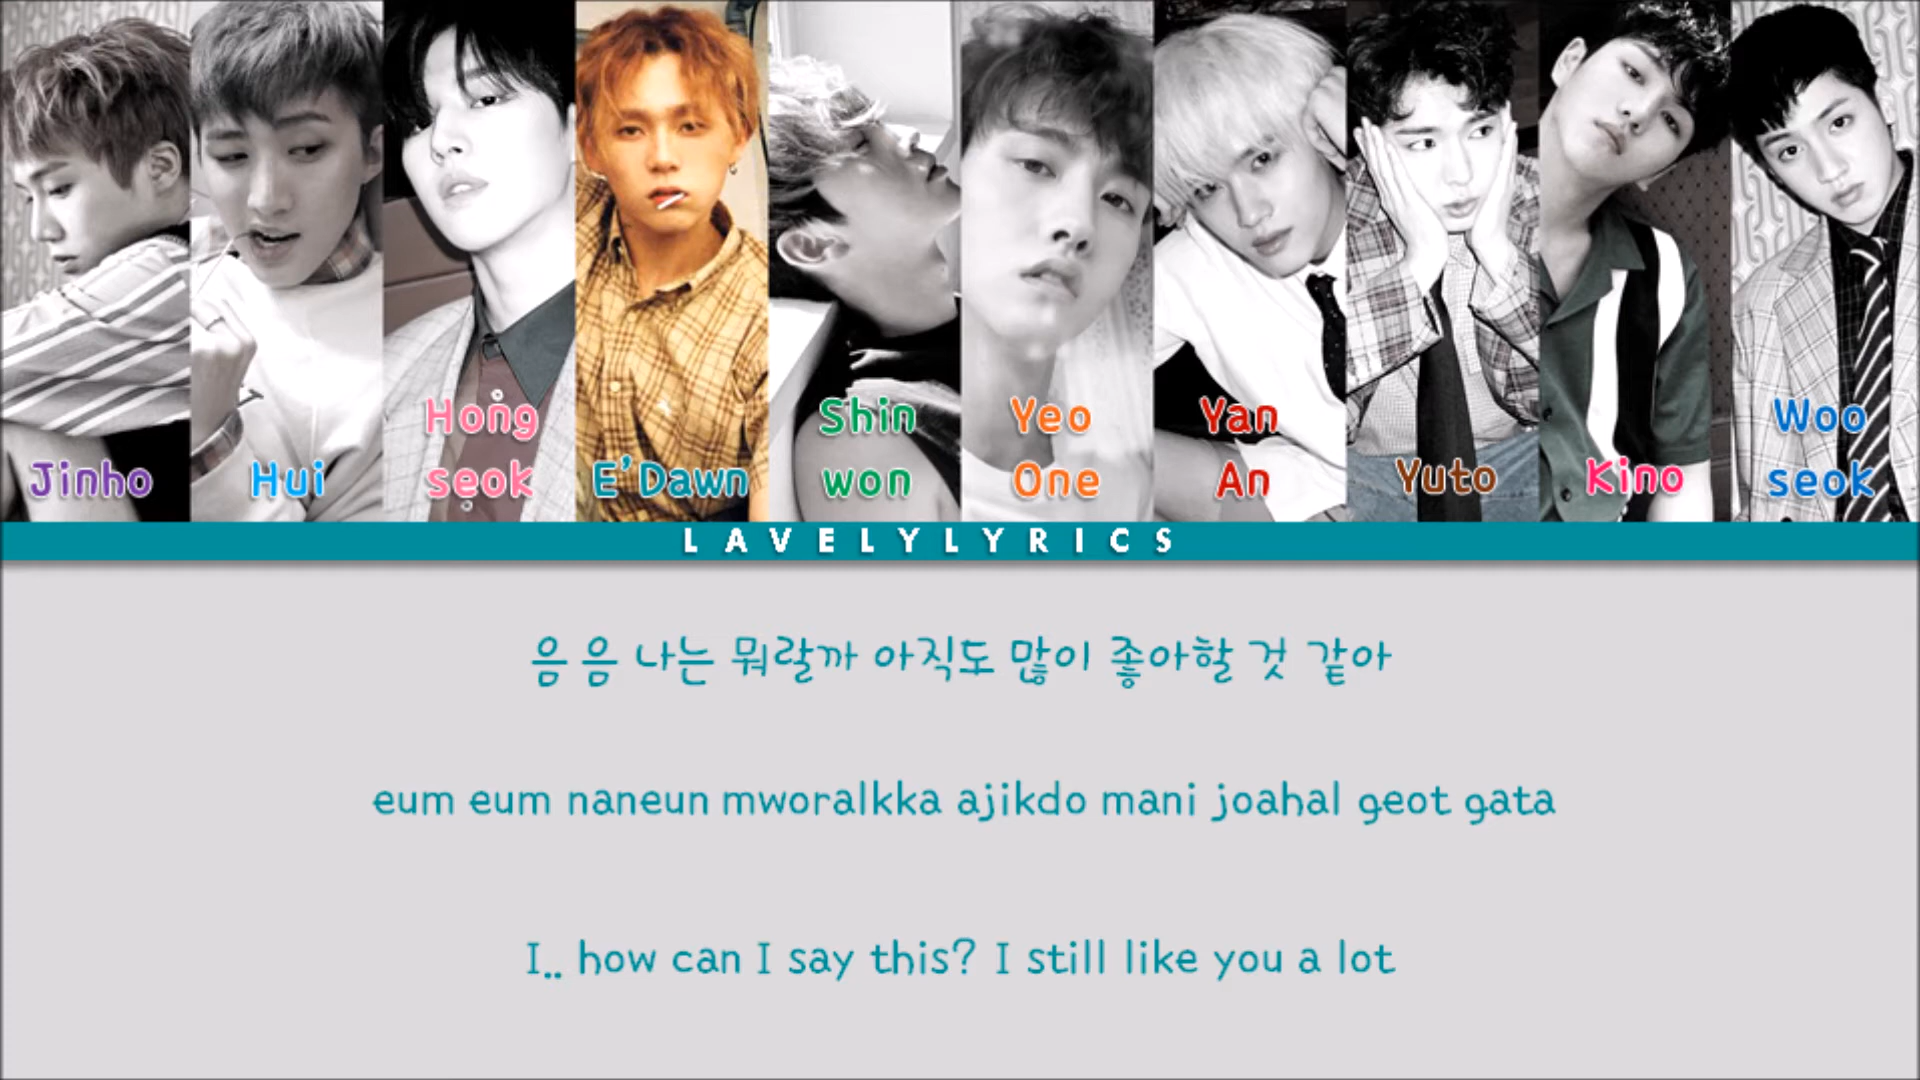 Jinho
Hui
Hong
seok
E'Dawn
Shin
won
Yeo
One
Yan
An
Yuto
Kino
Woo
seok
LAVELYLYRICS
음 음 나는 뭐랄까 아직도 많이 좋아할 것 같아
eum eum naneun mworalkka ajikdo mani joahal geot gata
I.. how can I say this? I still like you a lot